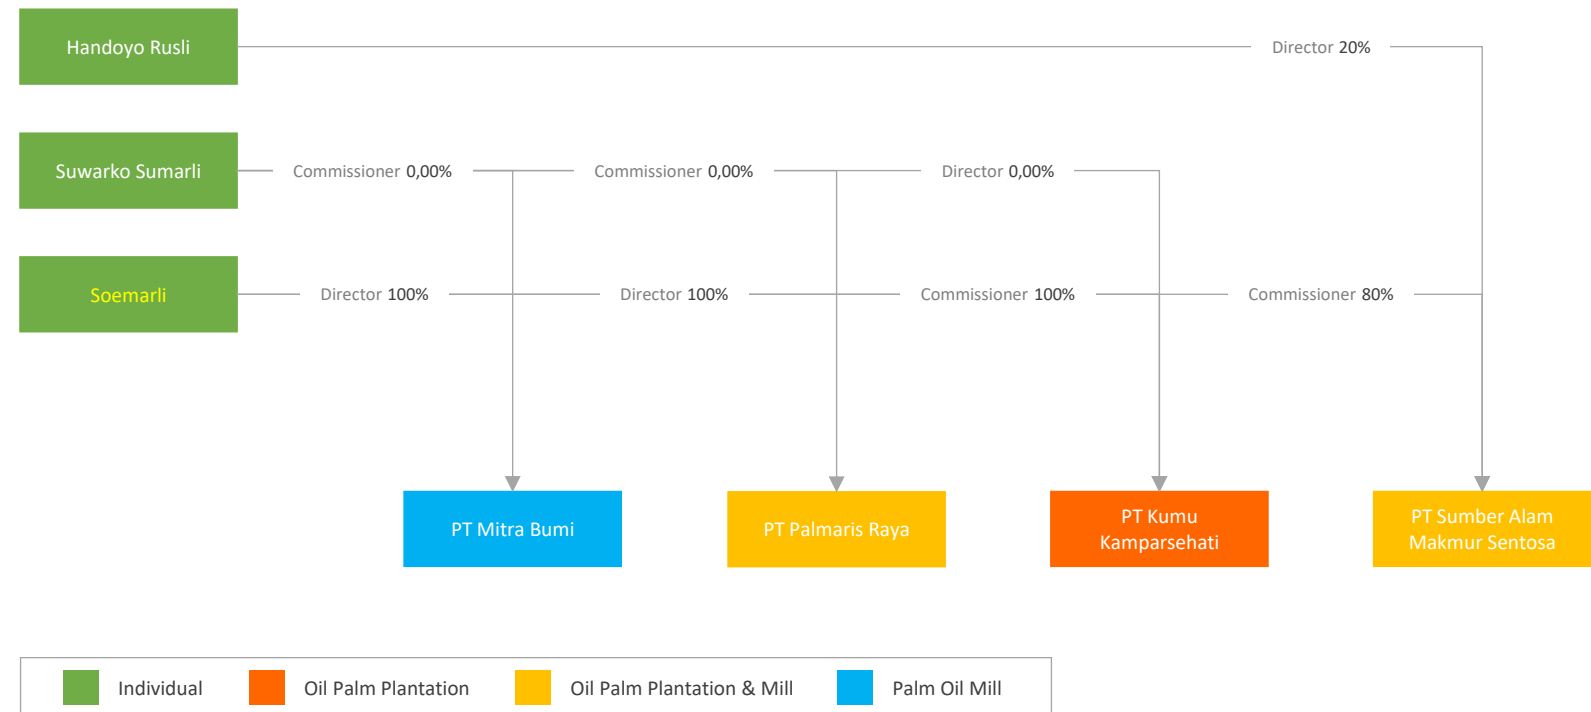 Handoyo Rusli
Director 20%
Suwarko Sumarli
Commissioner 0,00%
Commissioner 0,00%
Director 0,00%
Soemarli
Director 100%
Director 100%
Commissioner 100%
Commissioner 80%
PT Mitra Bumi
PT Palmaris Raya
PT Kumu
Kamparsehati
PT Sumber Alam
Makmur Sentosa
Individual
Oil Palm Plantation
Oil Palm Plantation & Mill
Palm Oil Mill